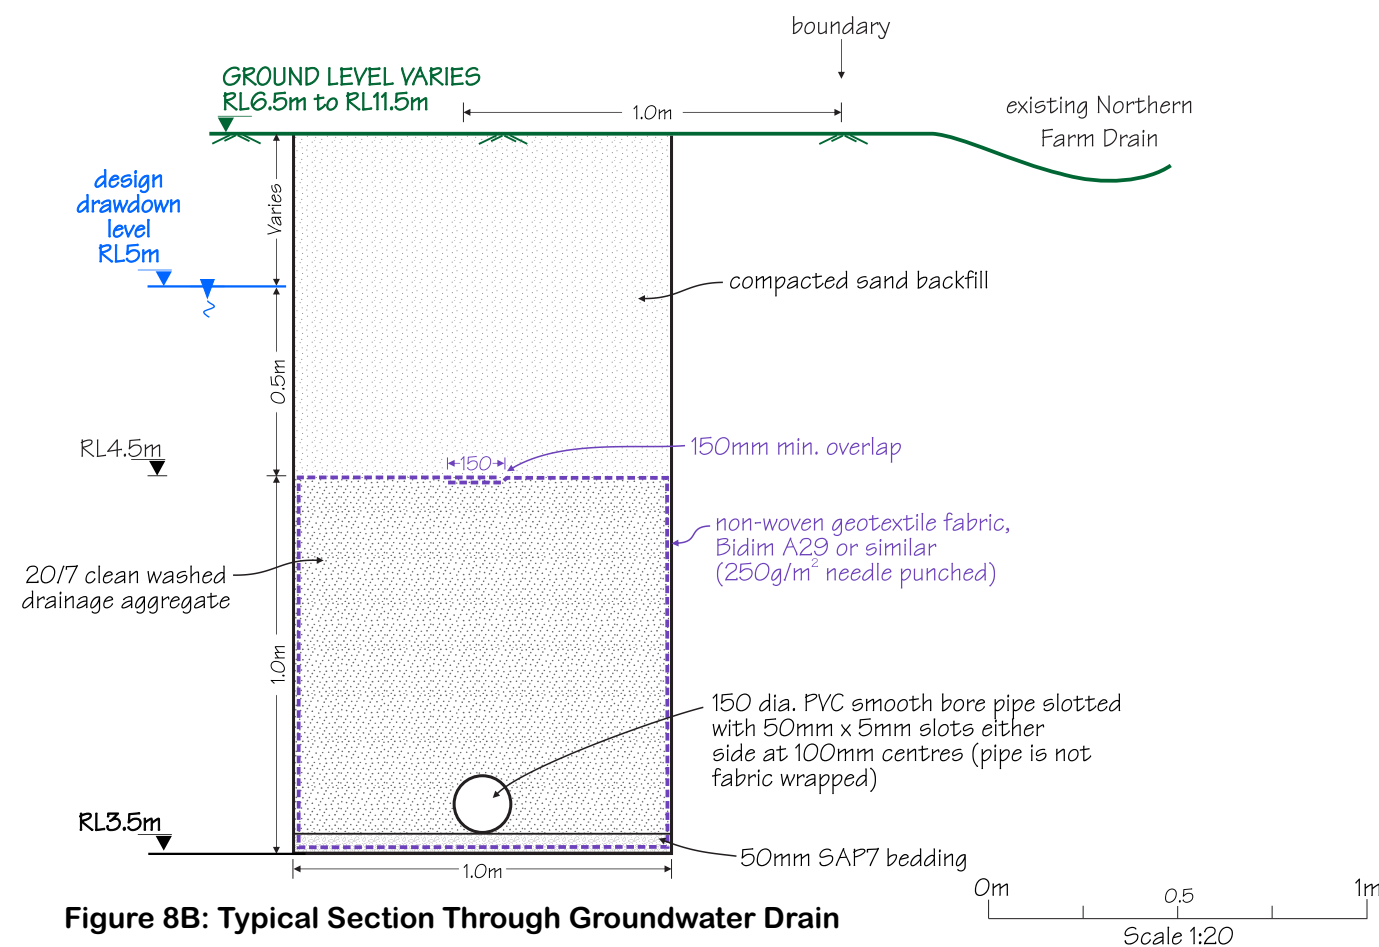 boundary
GROUND LEVEL VARIES
RL6.5m to RL11.5m
1.0m
existing Northern
Farm Drain
design
drawdown
level
RL5m
Varies
compacted sand backfill
0.5m
RL4.5m
150
150mm min. overlap
non-woven geotextile fabric,
Bidim A29 or similar
(250g/m² needle punched)
20/7 clean washed
drainage aggregate
1.0m
150 dia. PVC smooth bore pipe slotted
with 50mm x 5mm slots either
side at 100mm centres (pipe is not
fabric wrapped)
RL3.5m
50mm SAP7 bedding
1.0m
0m
0.5
1m
Scale 1:20
Figure 8B: Typical Section Through Groundwater Drain